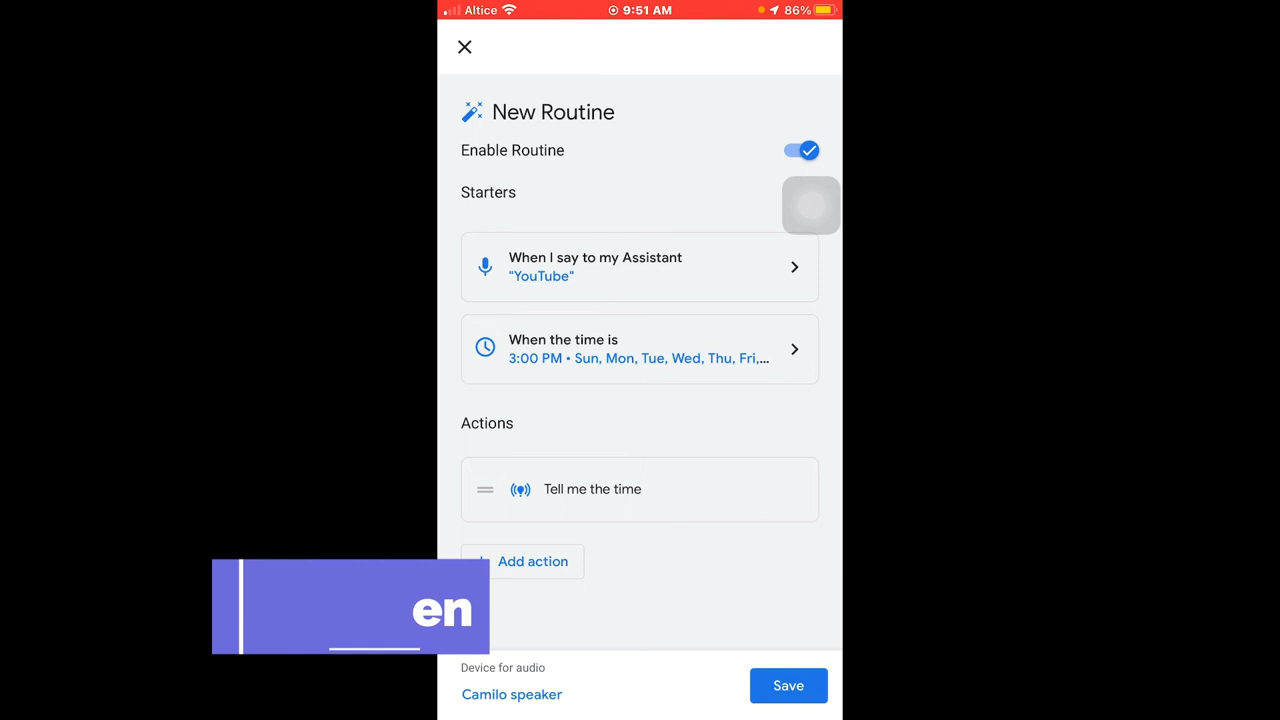 Altice 9:51 AM 86%
New Routine
Enable Routine
Starters
When I say to my Assistant
"YouTube"
When the time is
3:00 PM • Sun, Mon, Tue, Wed, Thu, Fri,...
Actions
Tell me the time
Add action
en
Device for audio
Camilo speaker
Save